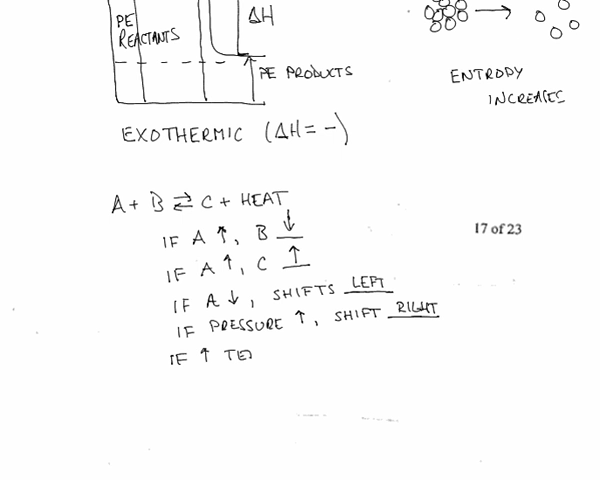 PE
REACTANTS
ΔH
PE PRODUCTS
EXOTHERMIC (ΔH = -)
ENTROPY
INCREASES
A + B ⇄ C + HEAT
IF A ↑, B ↓
IF A ↑, C ↑
IF A ↓, SHIFTS LEFT
IF PRESSURE ↑, SHIFT RIGHT
IF ↑ TE
17 of 23